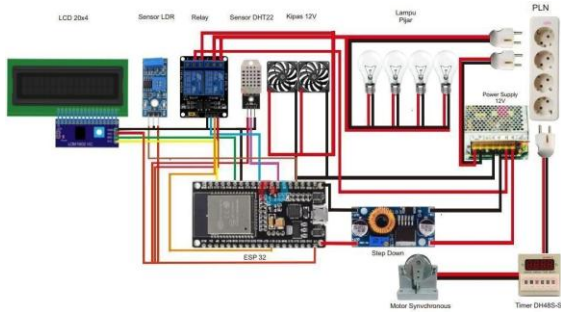 LCD 20x4
Sensor LDR
Relay
Sensor DHT22
Kipas 12V
Lampu
Pijar
PLN
Power Supply
12V
ESP 32
Step Down
Motor Synvchronous
Timer DH48S-S